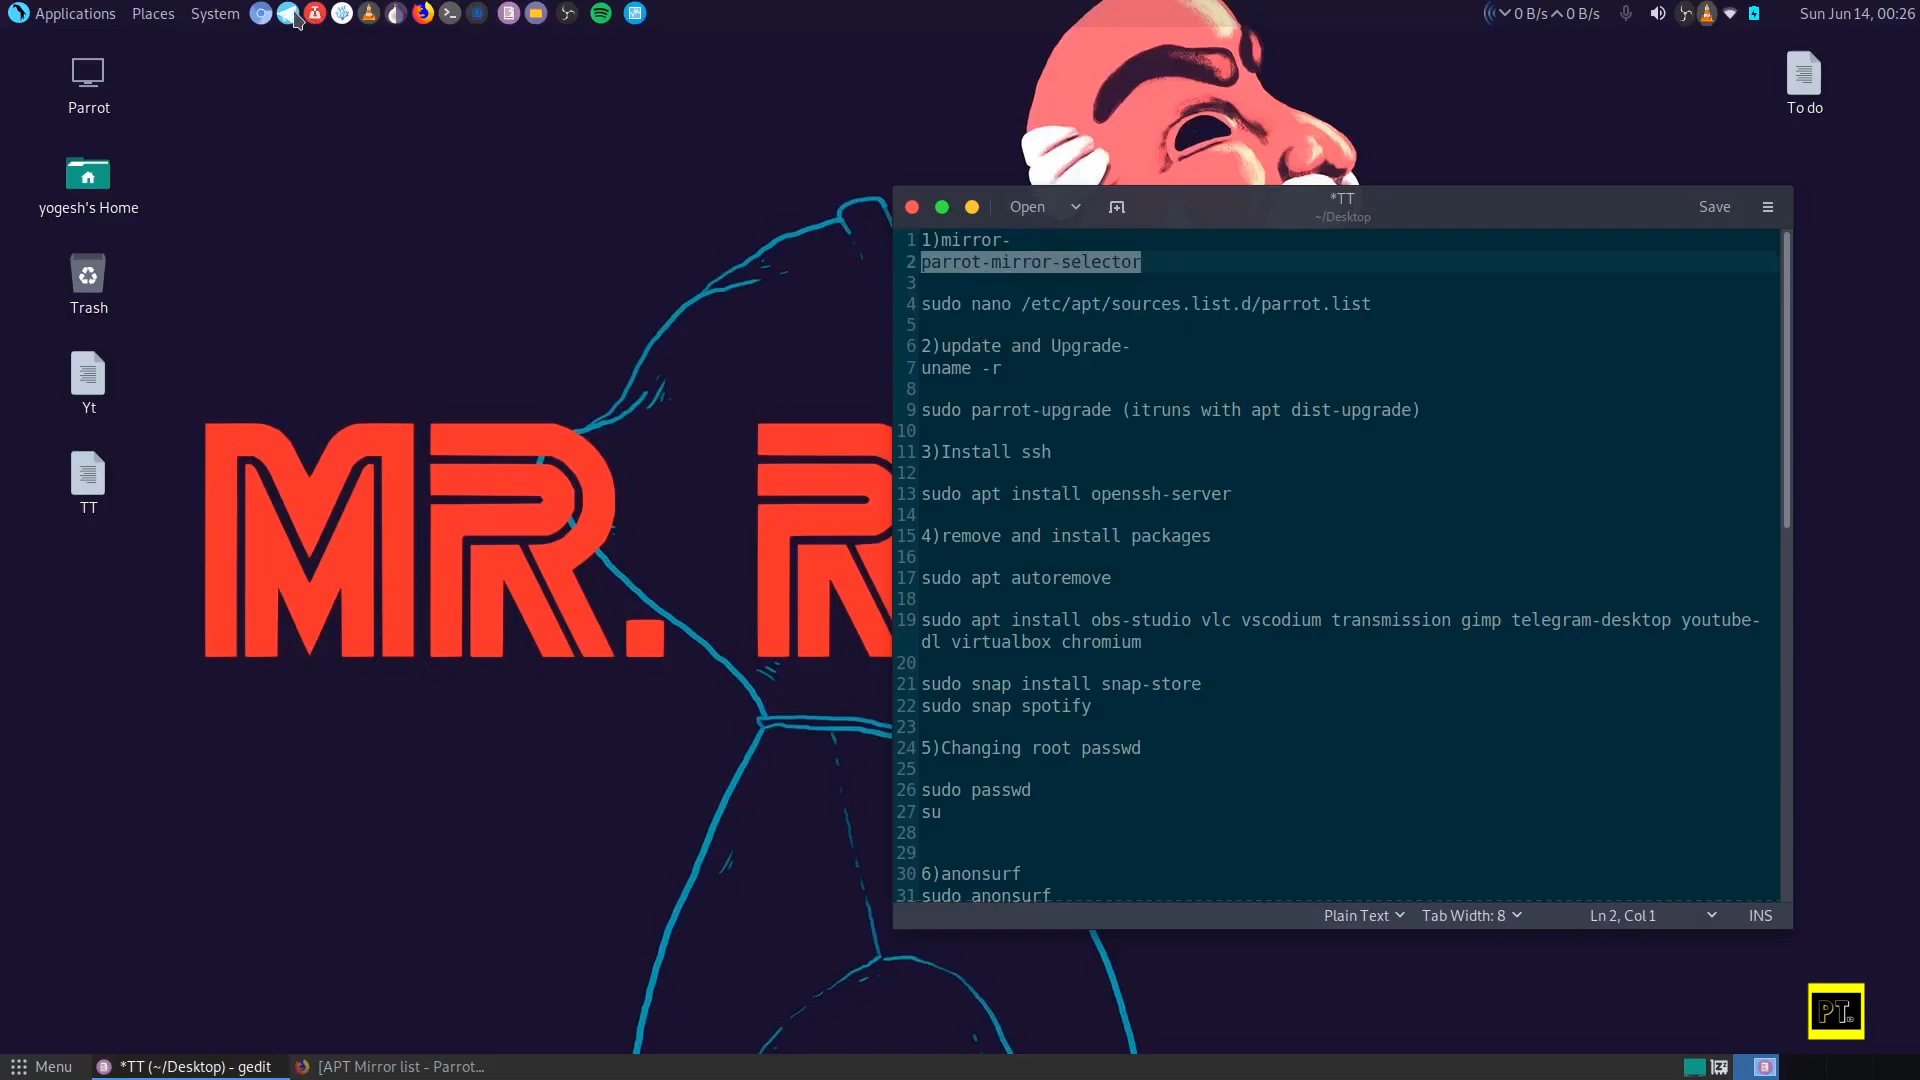 Applications Places System
0 B/s 0 B/s Sun Jun 14, 00:26
Parrot
To do
yogesh's Home
Trash
Yt
TT
MR. R
Open
*TT
~/Desktop
Save
1 1)mirror-
2 parrot-mirror-selector
3
4 sudo nano /etc/apt/sources.list.d/parrot.list
5
6 2)update and Upgrade-
7 uname -r
8
9 sudo parrot-upgrade (itruns with apt dist-upgrade)
10
11 3)Install ssh
12
13 sudo apt install openssh-server
14
15 4)remove and install packages
16
17 sudo apt autoremove
18
19 sudo apt install obs-studio vlc vscodium transmission gimp telegram-desktop youtube-
dl virtualbox chromium
20
21 sudo snap install snap-store
22 sudo snap spotify
23
24 5)Changing root passwd
25
26 sudo passwd
27 su
28
29
30 6)anonsurf
31 sudo anonsurf
Plain Text Tab Width: 8 Ln 2, Col 1 INS
PT.
Menu *TT (~/Desktop) - gedit [APT Mirror list - Parrot...